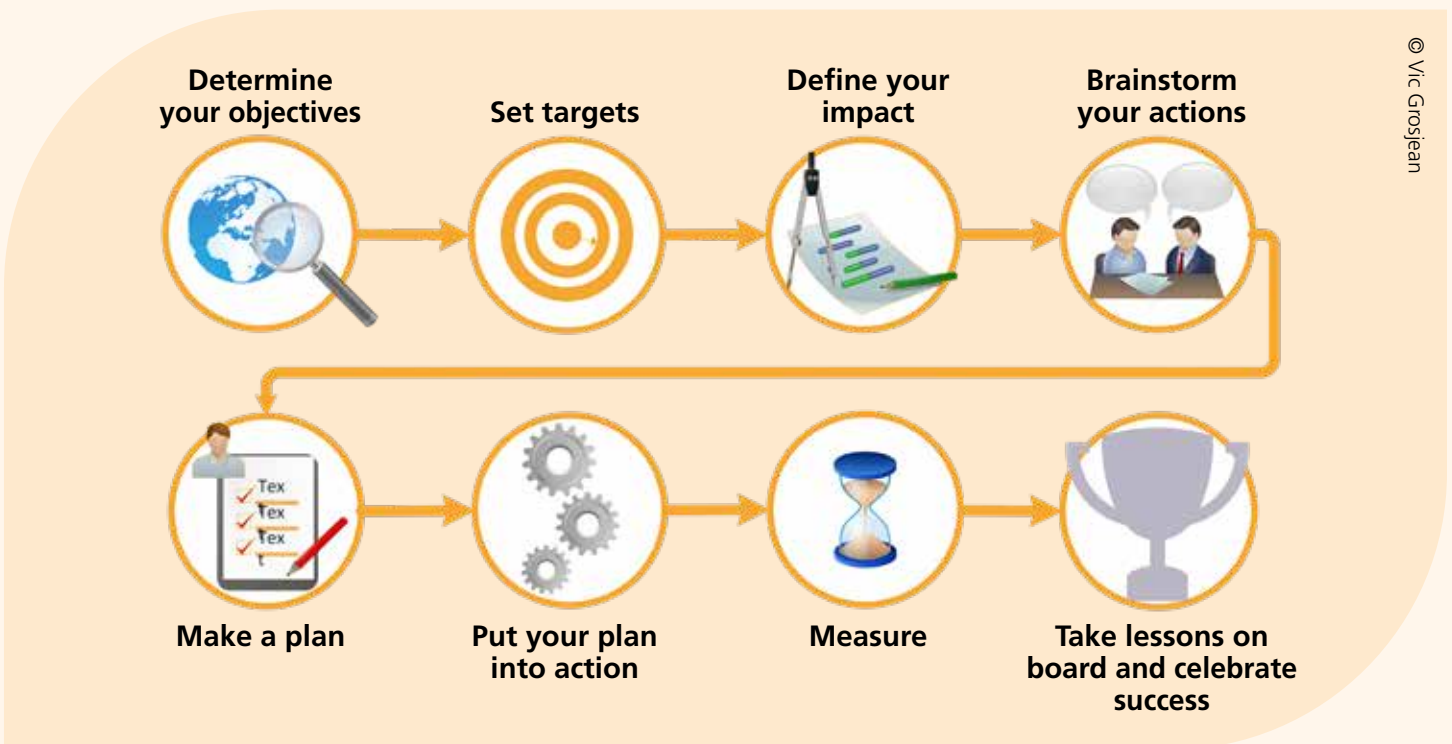 Determine
your objectives
Set targets
Define your
impact
Brainstorm
your actions
© Vic Grosjean
Tex
t
Tex
t
Tex
t
Make a plan
Put your plan
into action
Measure
Take lessons on
board and celebrate
success